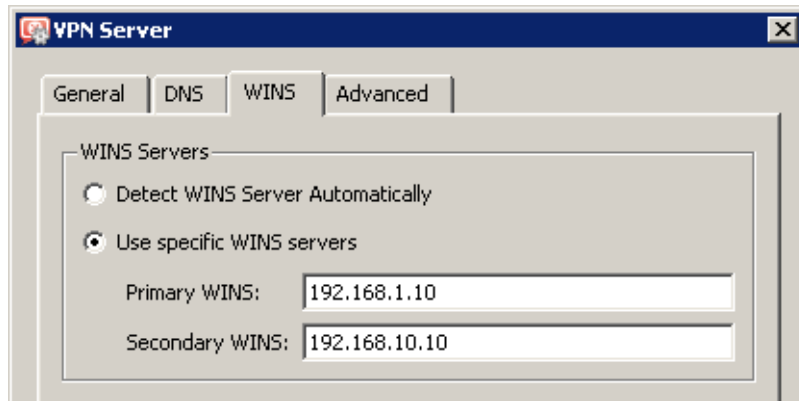 VPN Server
General DNS WINS Advanced
WINS Servers
Detect WINS Server Automatically
Use specific WINS servers
Primary WINS: 192.168.1.10
Secondary WINS: 192.168.10.10